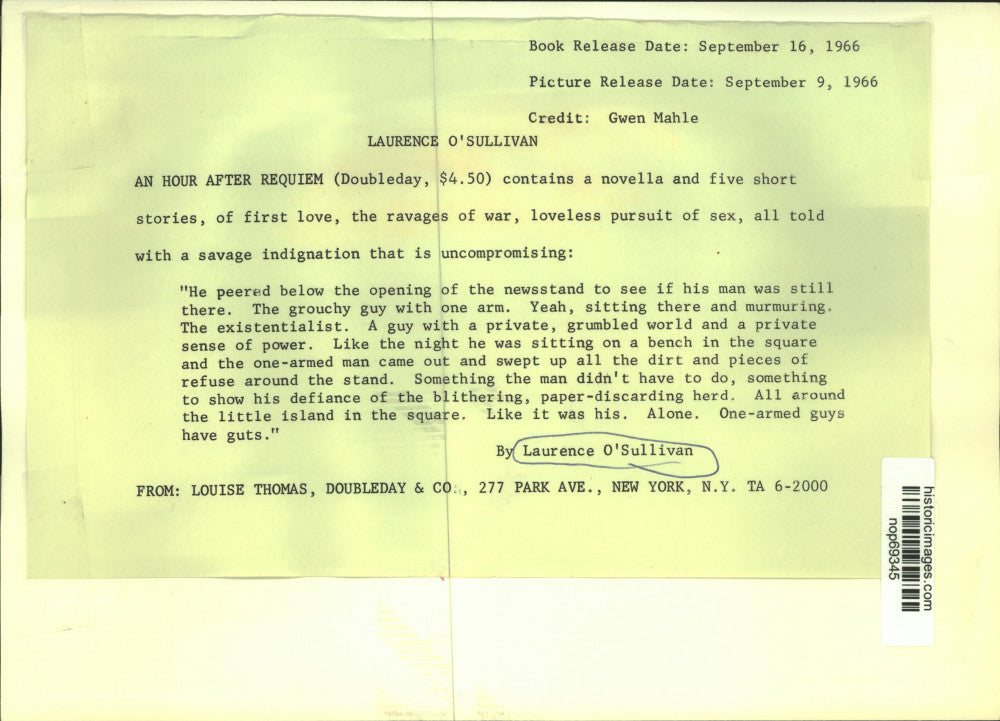 Book Release Date: September 16, 1966
Picture Release Date: September 9, 1966
Credit: Gwen Mahle
LAURENCE O'SULLIVAN
AN HOUR AFTER REQUIEM (Doubleday, $4.50) contains a novella and five short
stories, of first love, the ravages of war, loveless pursuit of sex, all told
with a savage indignation that is uncompromising:
"He peered below the opening of the newsstand to see if his man was still
there. The grouchy guy with one arm. Yeah, sitting there and murmuring.
The existentialist. A guy with a private, grumbled world and a private
sense of power. Like the night he was sitting on a bench in the square
and the one-armed man came out and swept up all the dirt and pieces of
refuse around the stand. Something the man didn't have to do, something
to show his defiance of the blithering, paper-discarding herd. All around
the little island in the square. Like it was his. Alone. One-armed guys
have guts."
By Laurence O'Sullivan
FROM: LOUISE THOMAS, DOUBLEDAY & CO., 277 PARK AVE., NEW YORK, N.Y. TA 6-2000
historicimages.com
nop69345